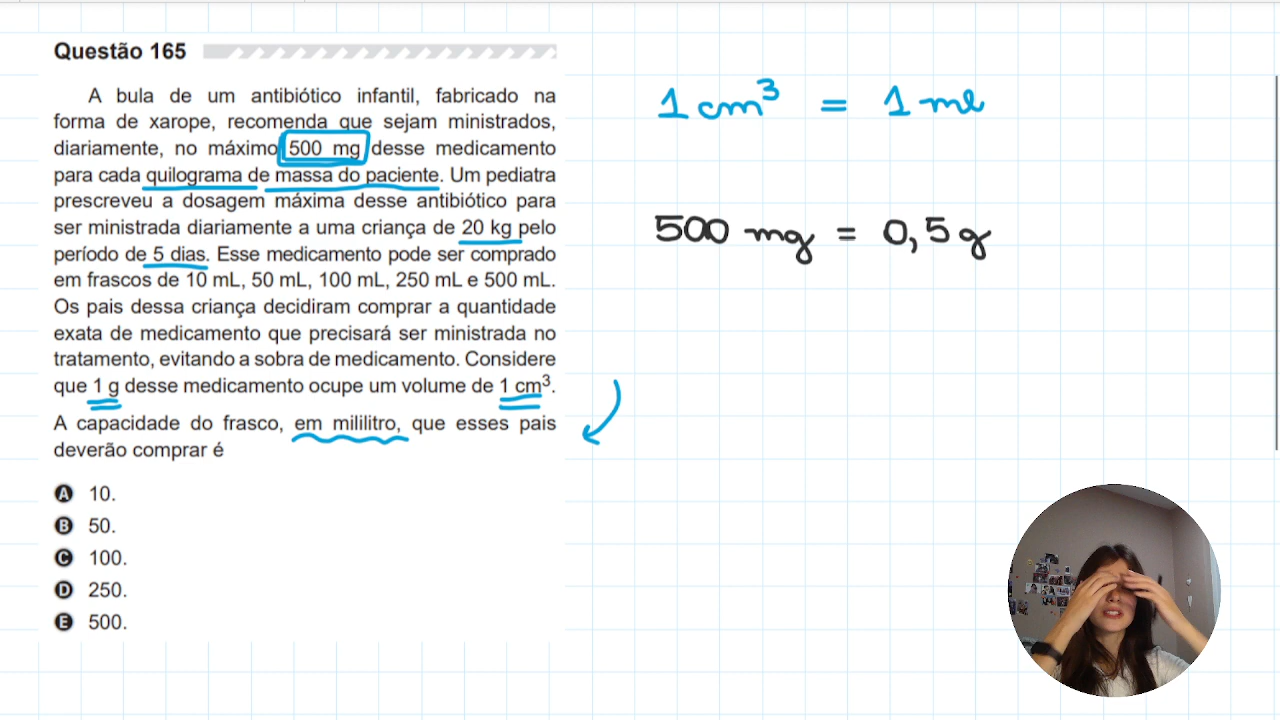 Questão 165
A bula de um antibiótico infantil, fabricado na
forma de xarope, recomenda que sejam ministrados,
diariamente, no máximo 500 mg desse medicamento
para cada quilograma de massa do paciente. Um pediatra
prescreveu a dosagem máxima desse antibiótico para
ser ministrada diariamente a uma criança de 20 kg pelo
período de 5 dias. Esse medicamento pode ser comprado
em frascos de 10 mL, 50 mL, 100 mL, 250 mL e 500 mL.
Os pais dessa criança decidiram comprar a quantidade
exata de medicamento que precisará ser ministrada no
tratamento, evitando a sobra de medicamento. Considere
que 1 g desse medicamento ocupe um volume de 1 cm³.
A capacidade do frasco, em mililitro, que esses pais
deverão comprar é
A 10.
B 50.
C 100.
D 250.
E 500.
1 cm³ = 1 ml
500 mg = 0,5 g